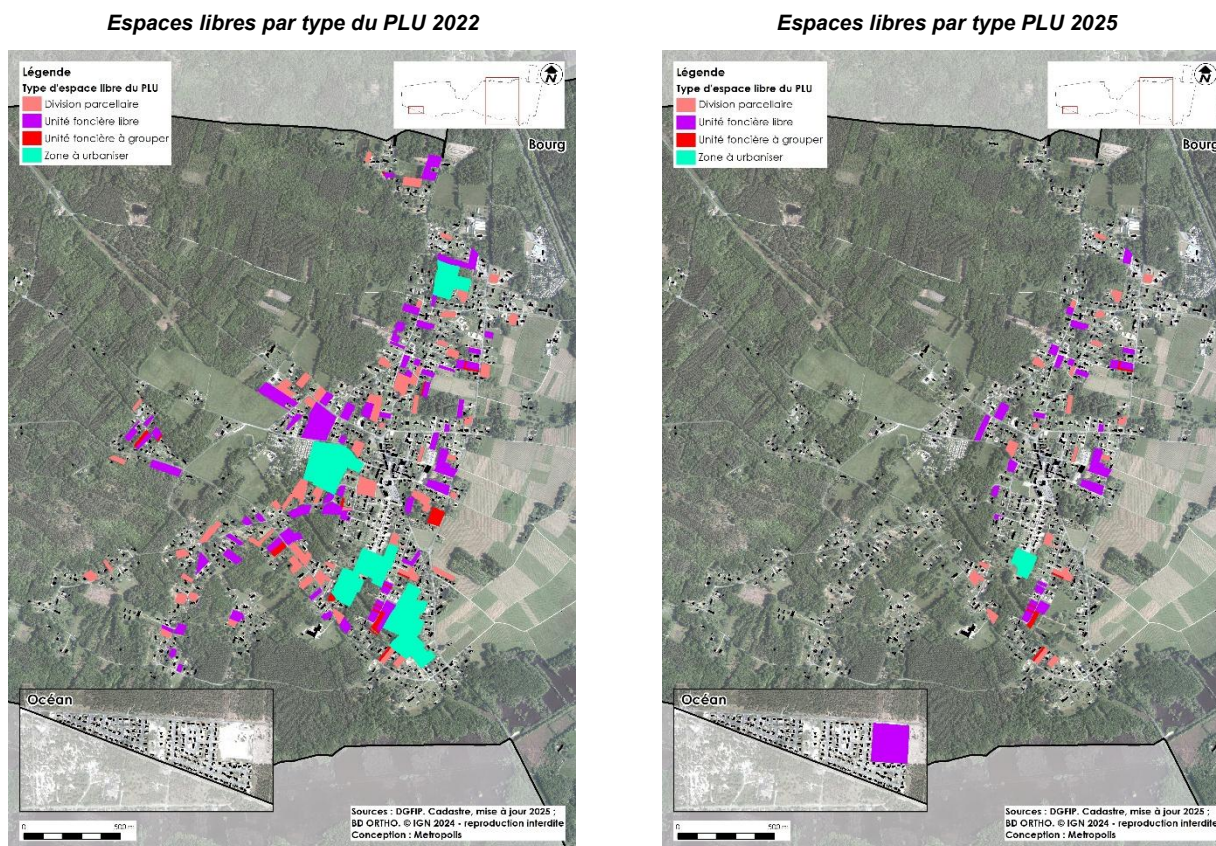 Espaces libres par type du PLU 2022
Légende
Type d'espace libre du PLU
Division parcellaire
Unité foncière libre
Unité foncière à grouper
Zone à urbaniser
N
Bourg
Océan
0 500 m
Sources : DGFIP. Cadastre, mise à jour 2025 ;
BD ORTHO. © IGN 2024 - reproduction interdite
Conception : Metropolis
Espaces libres par type PLU 2025
Légende
Type d'espace libre du PLU
Division parcellaire
Unité foncière libre
Unité foncière à grouper
Zone à urbaniser
N
Bourg
Océan
0 500 m
Sources : DGFIP. Cadastre, mise à jour 2025 ;
BD ORTHO. © IGN 2024 - reproduction interdite
Conception : Metropolis